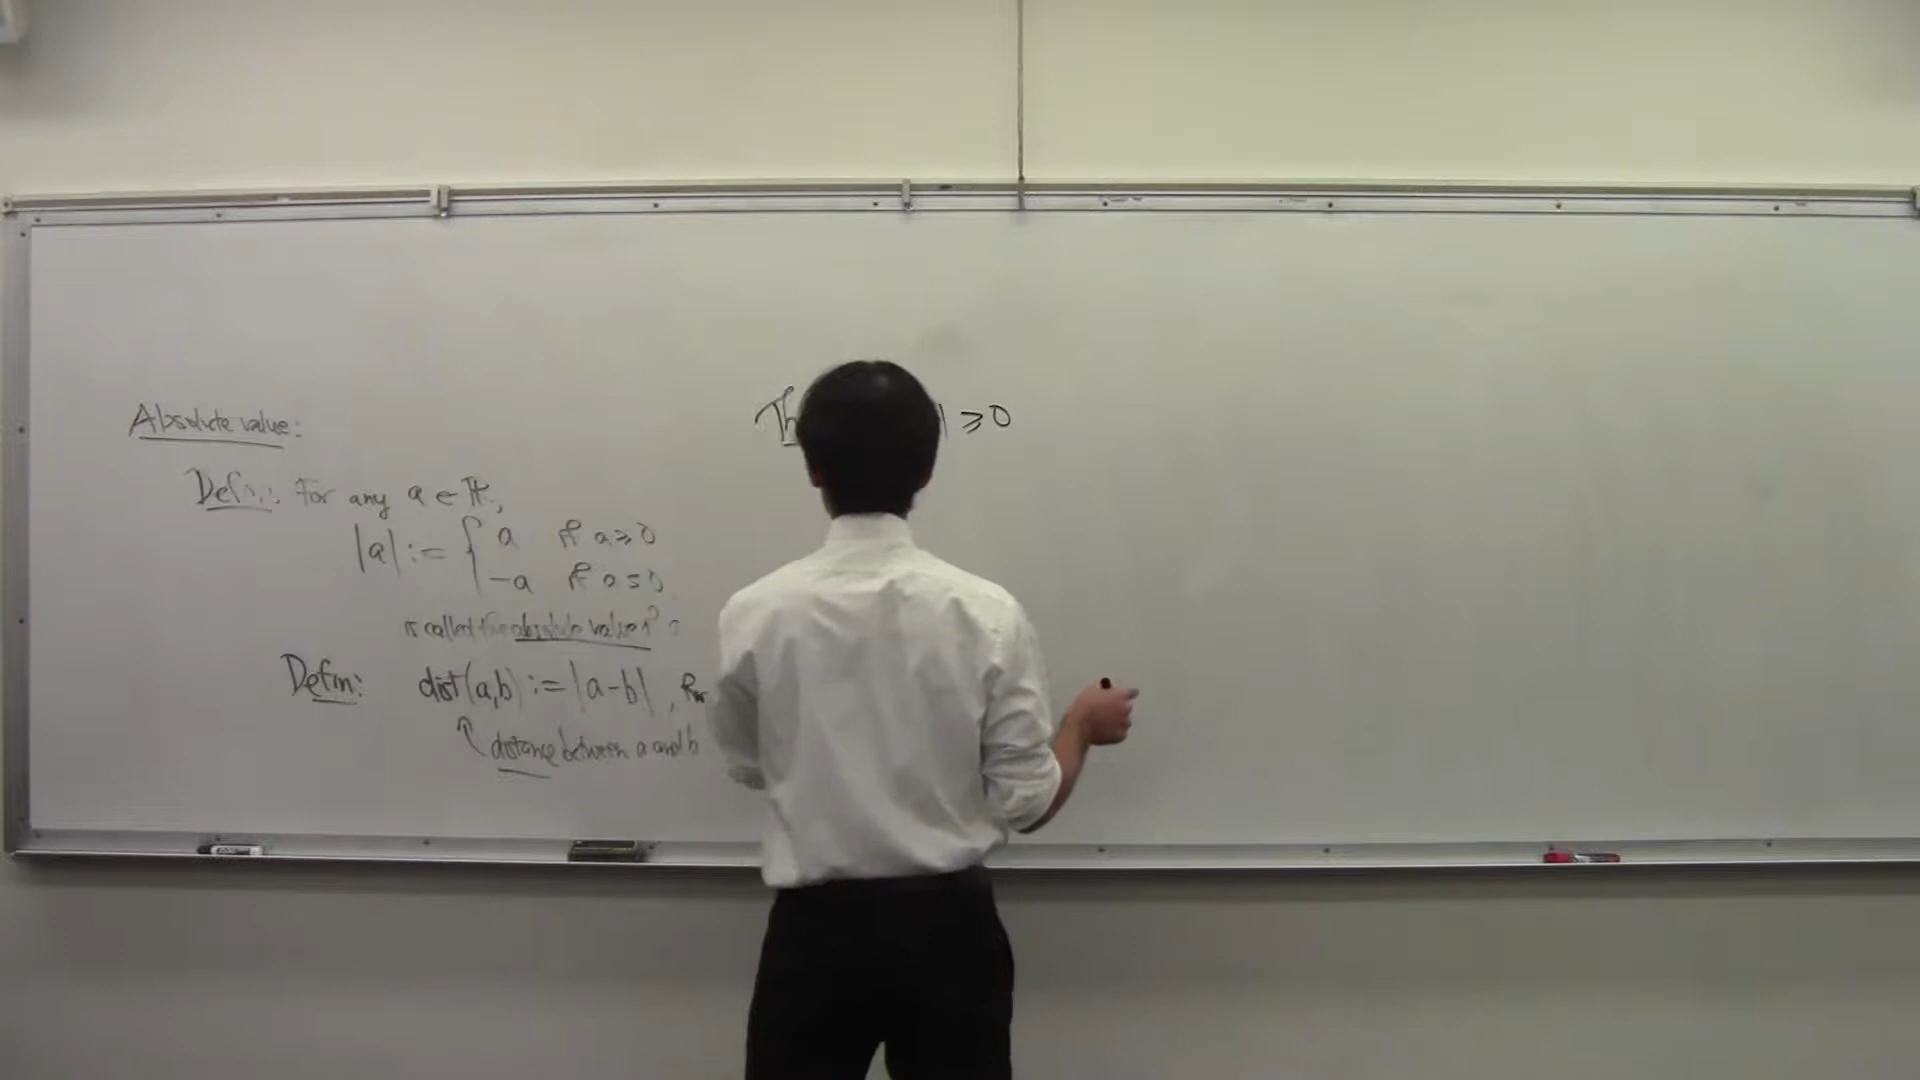 Absolute value:
Defn: For any a ∈ ℝ,
|a| := { a if a ≥ 0
-a if a ≤ 0
is called the absolute value of
Defn: dist(a,b) := |a-b|, for
↑ distance between a and b
Th | ≥ 0